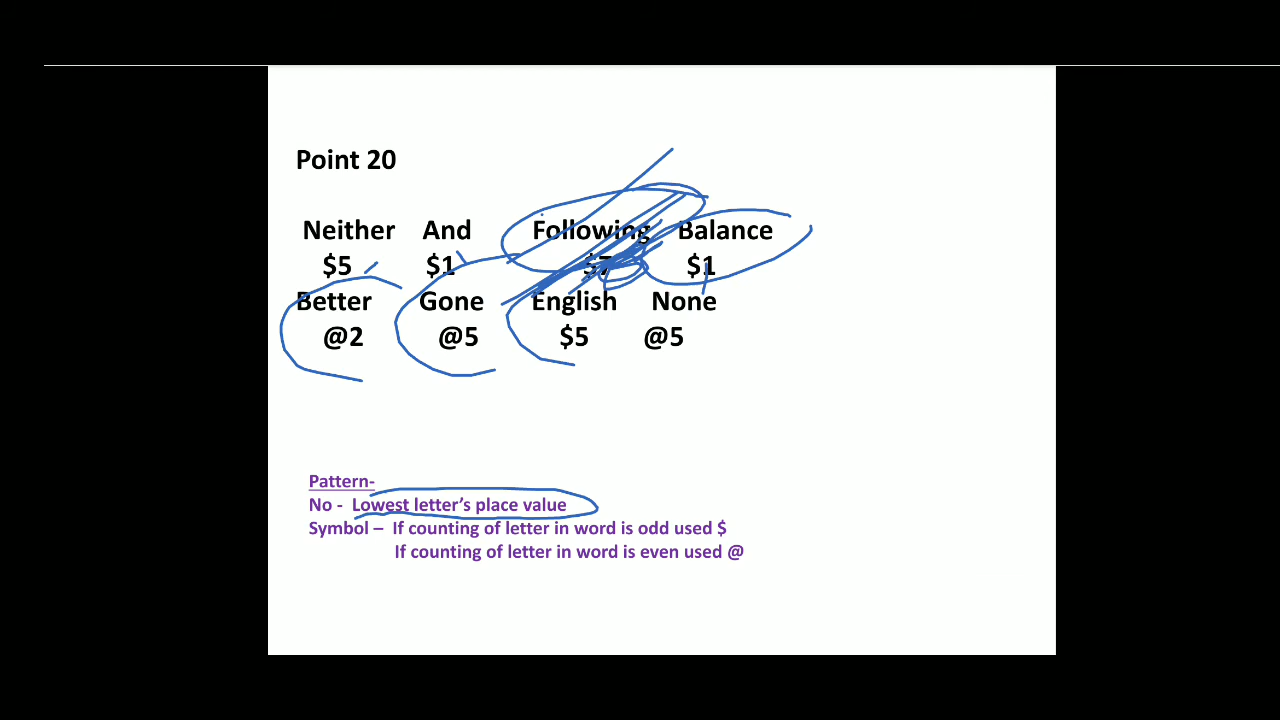 Point 20
Neither And Following Balance
$5 $1 $7 $1
Better Gone English None
@2 @5 $5 @5
Pattern-
No - Lowest letter's place value
Symbol – If counting of letter in word is odd used $
If counting of letter in word is even used @